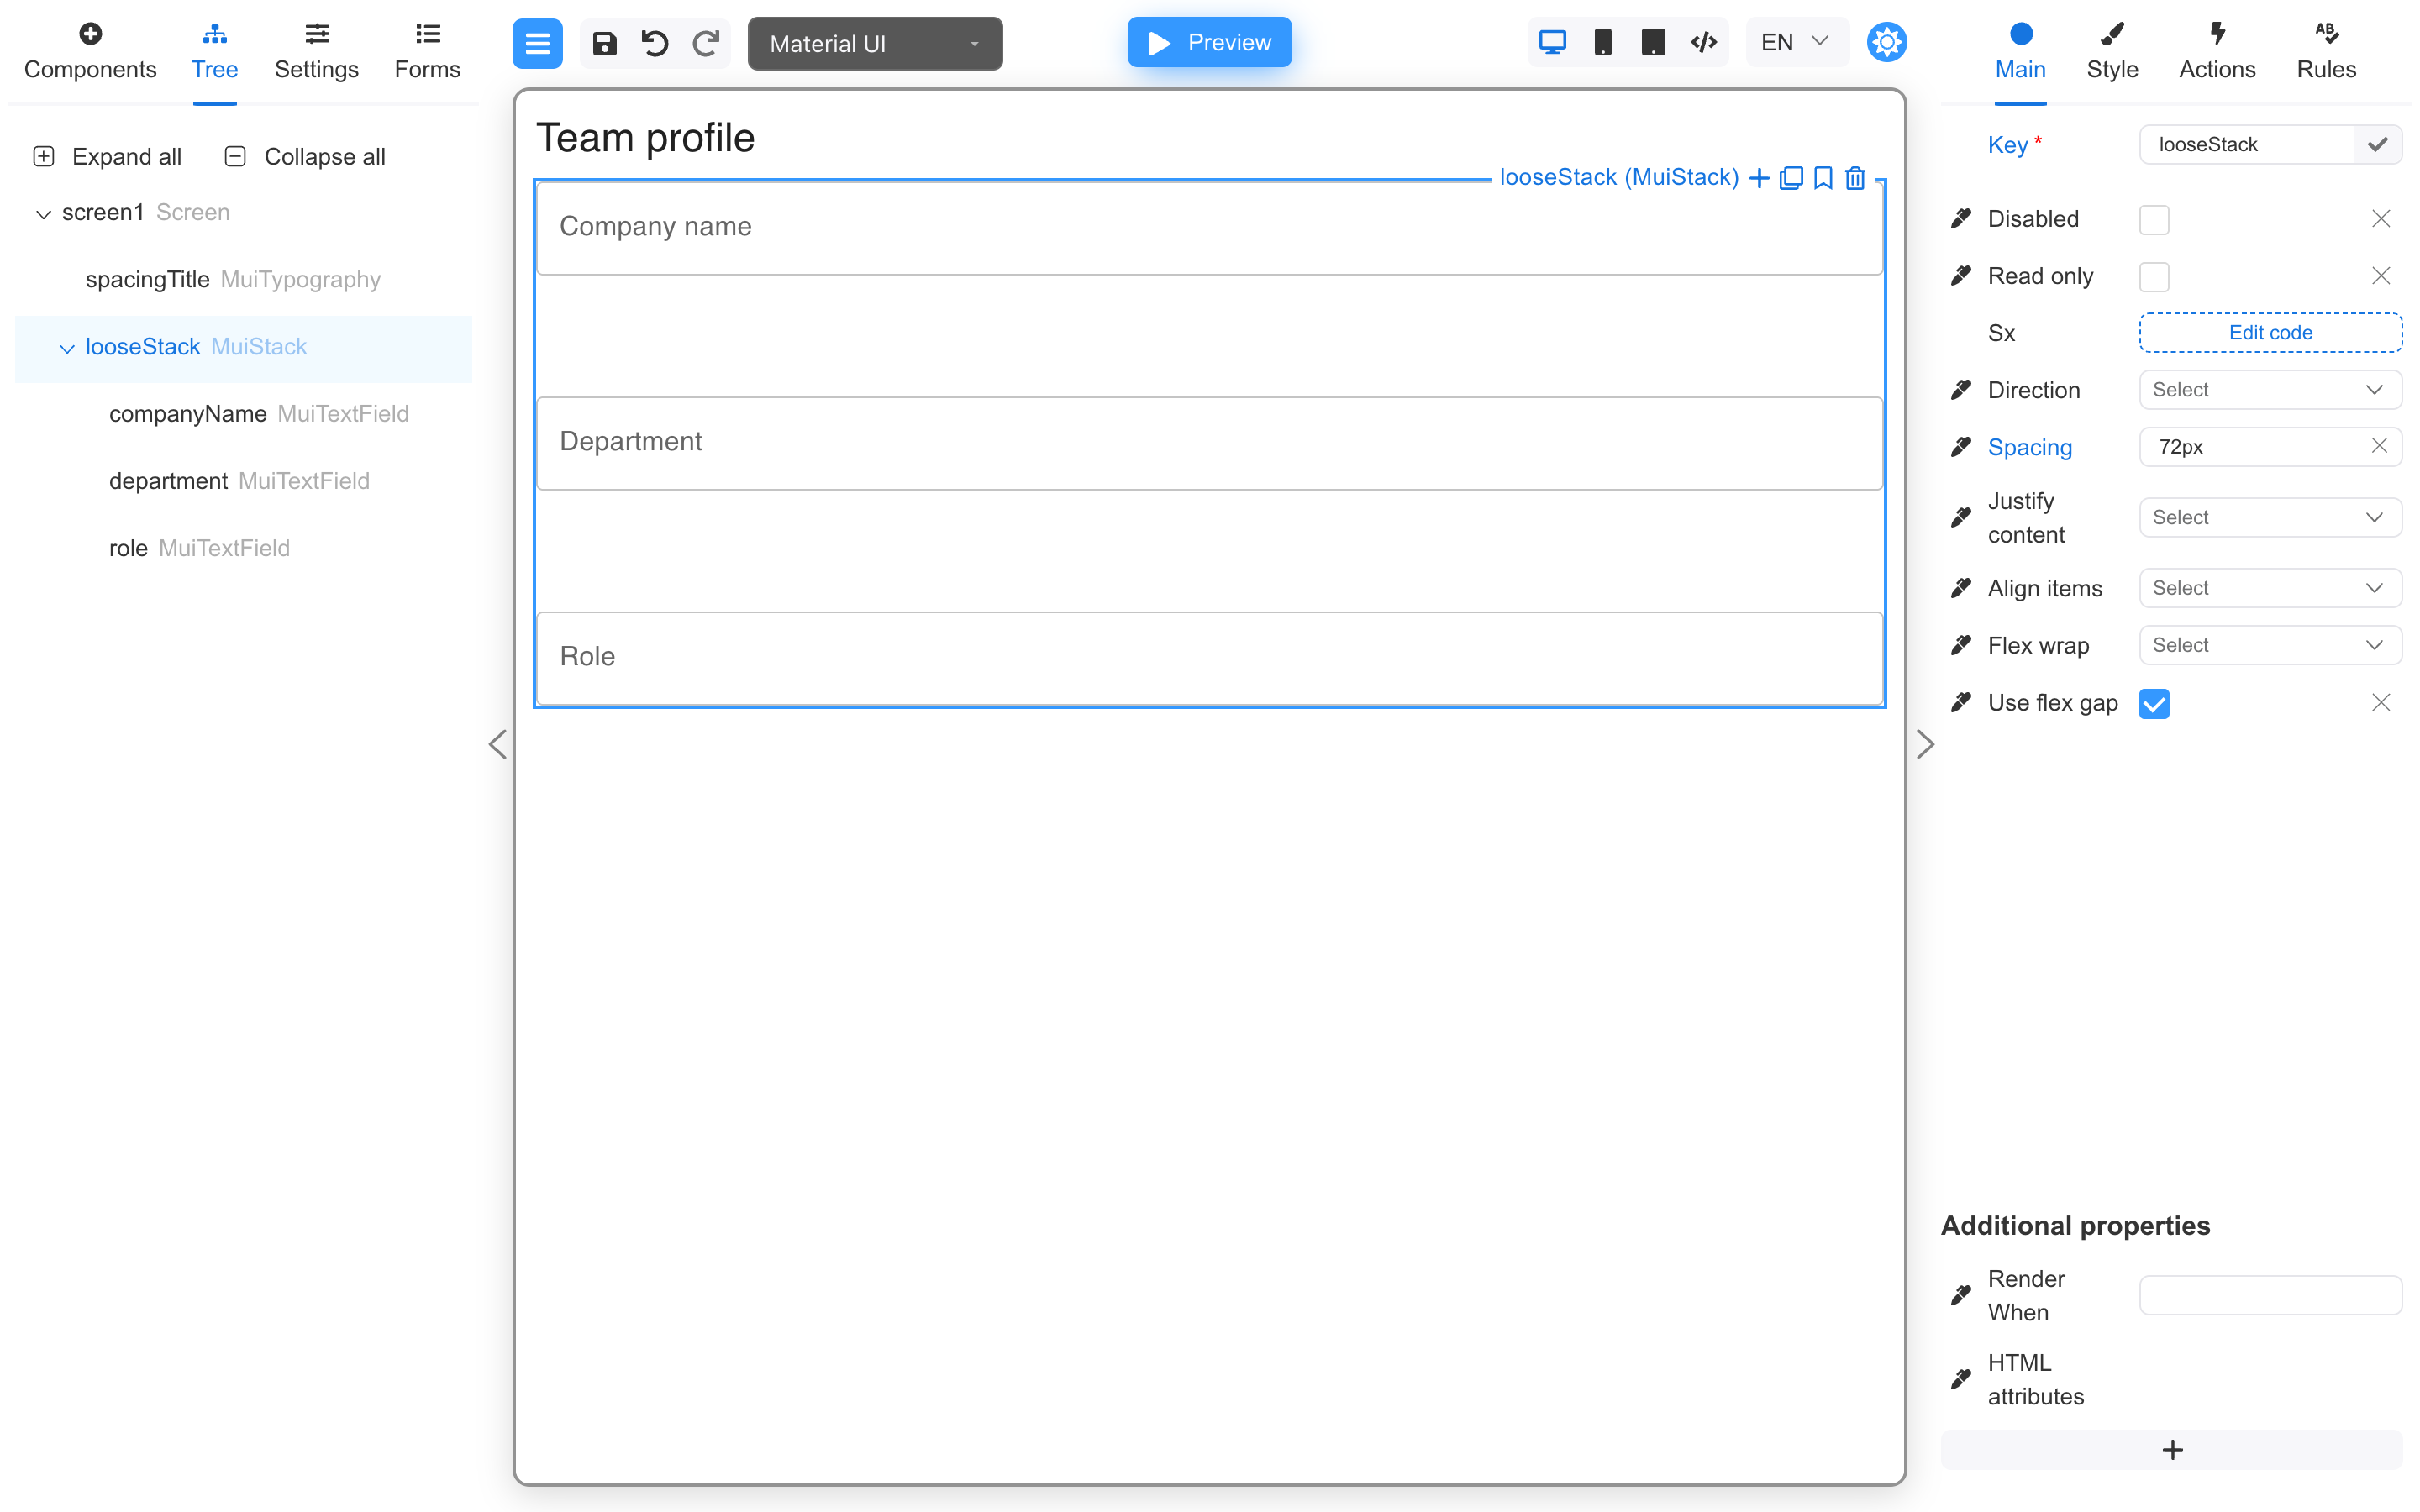 Components Tree Settings Forms
Material UI
Preview
EN
Main Style Actions Rules
Expand all Collapse all
screen1 Screen
spacingTitle MuiTypography
looseStack MuiStack
companyName MuiTextField
department MuiTextField
role MuiTextField
Team profile
looseStack (MuiStack)
Company name
Department
Role
Key * looseStack
Disabled
Read only
Sx Edit code
Direction Select
Spacing 72px
Justify
content Select
Align items Select
Flex wrap Select
Use flex gap
Additional properties
Render
When
HTML
attributes